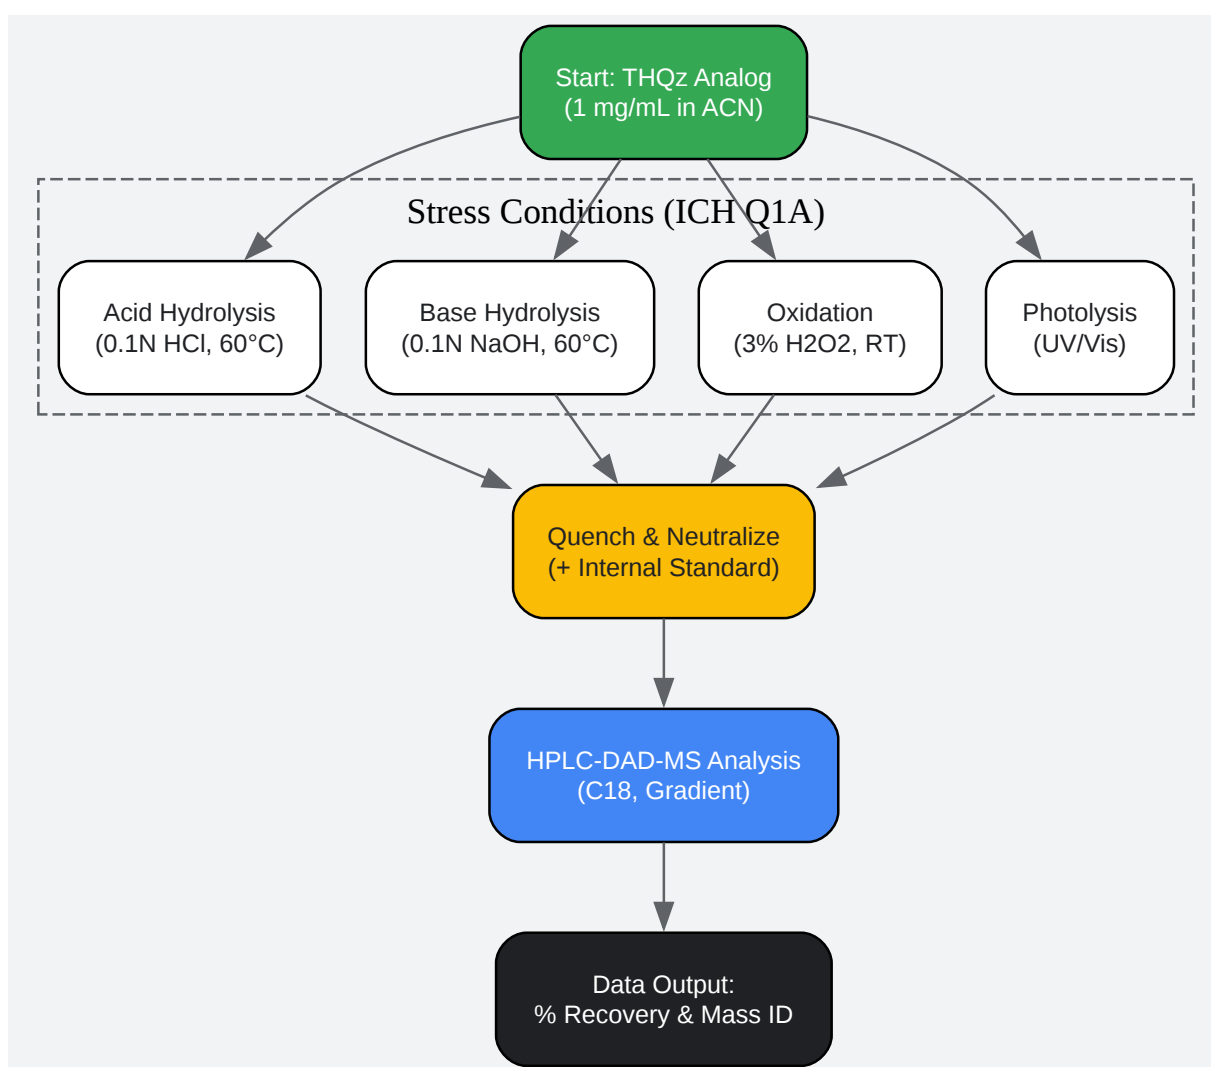 Start: THQz Analog
(1 mg/mL in ACN)
Stress Conditions (ICH Q1A)
Acid Hydrolysis
(0.1N HCl, 60°C)
Base Hydrolysis
(0.1N NaOH, 60°C)
Oxidation
(3% H2O2, RT)
Photolysis
(UV/Vis)
Quench & Neutralize
(+ Internal Standard)
HPLC-DAD-MS Analysis
(C18, Gradient)
Data Output:
% Recovery & Mass ID